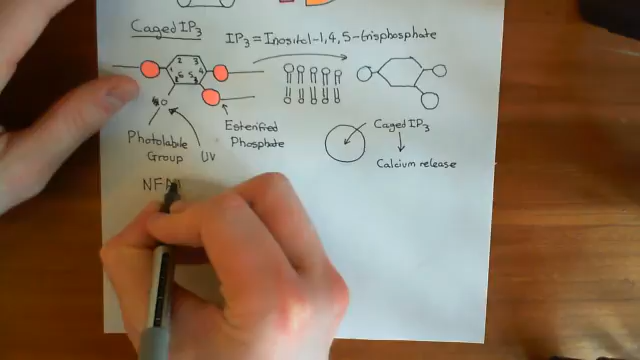 Caged IP3
IP3 = Inositol-1,4,5-trisphosphate
2 3
1 4
6 5
Esterified
Phosphate
Photolabile
Group
UV
Caged IP3
Calcium release
NFA